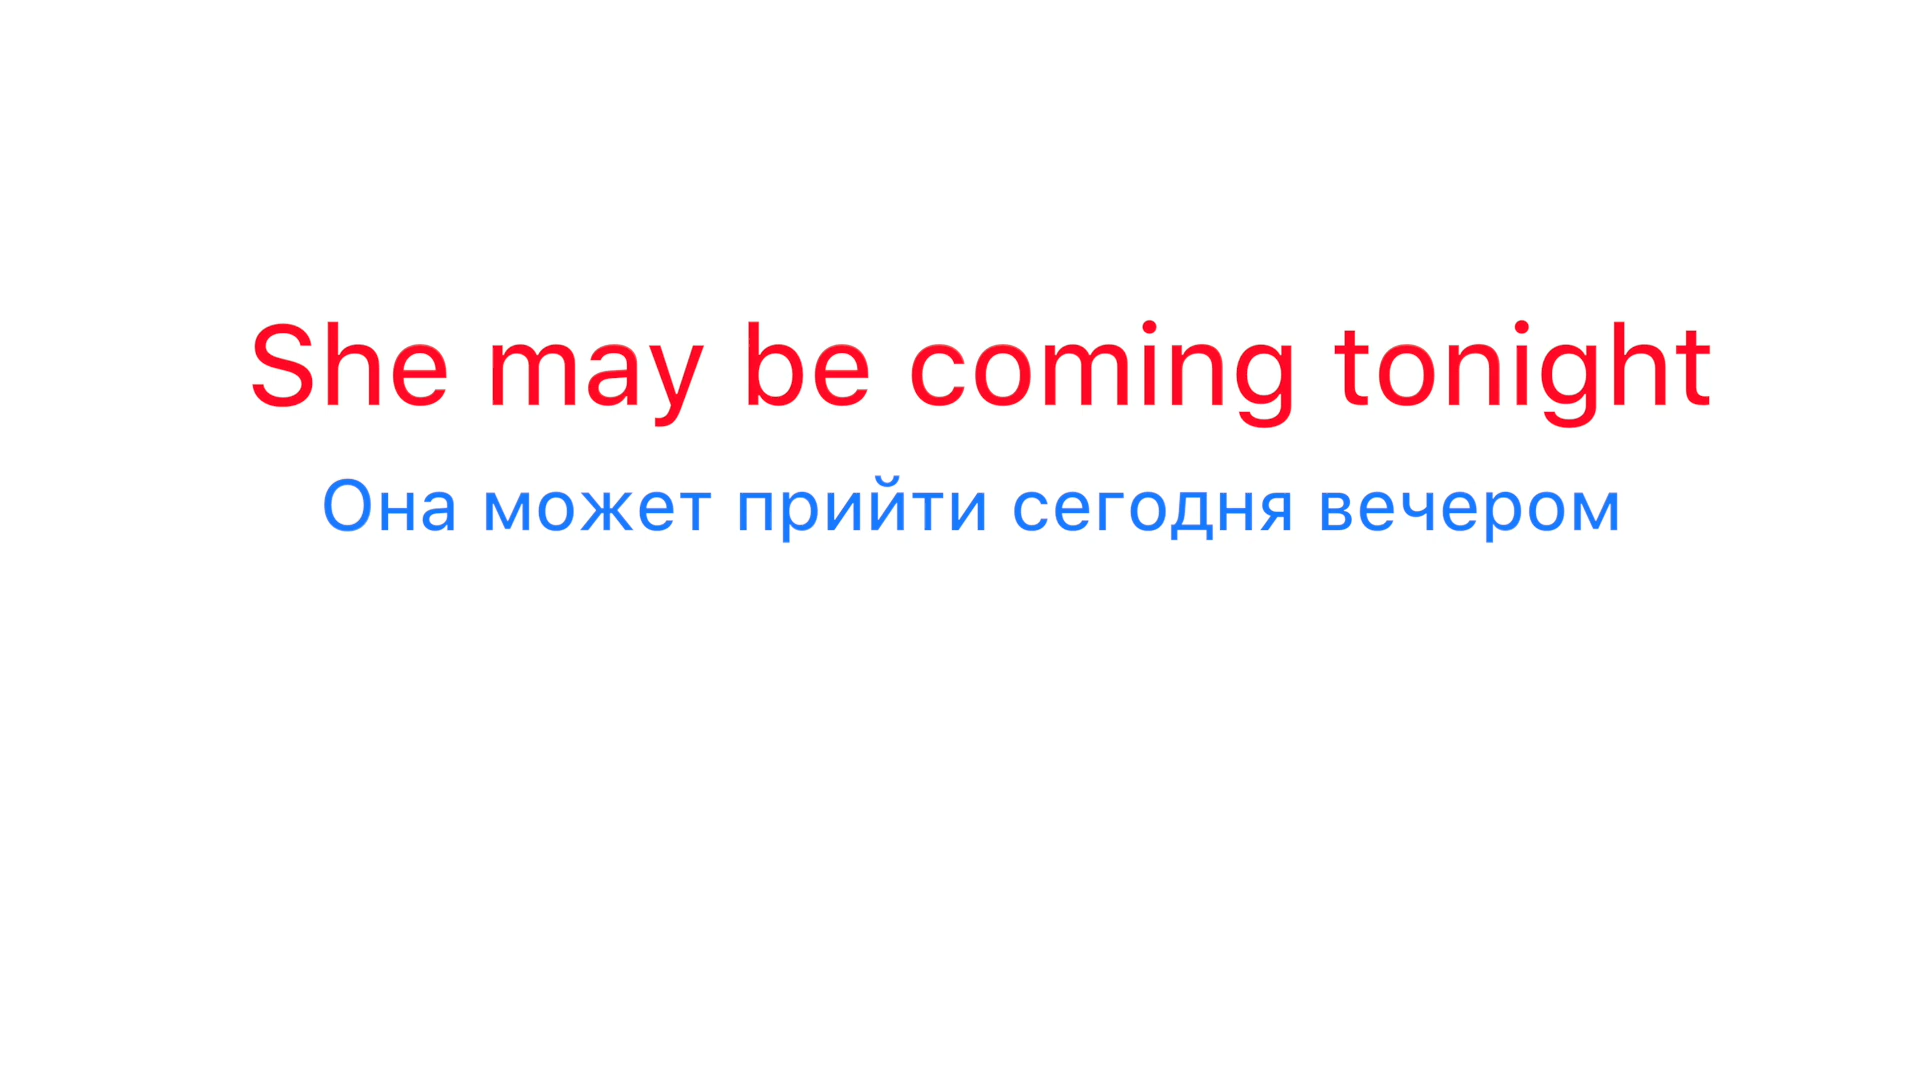 She may be coming tonight
Она может прийти сегодня вечером